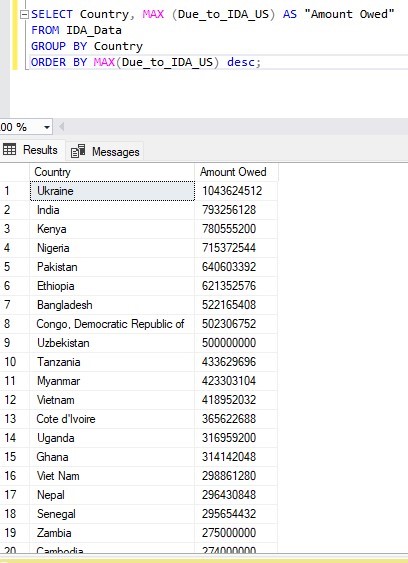 SELECT Country, MAX (Due_to_IDA_US) AS "Amount Owed"
FROM IDA_Data
GROUP BY Country
ORDER BY MAX(Due_to_IDA_US) desc;
00 %
Results Messages
Country Amount Owed
1 Ukraine 1043624512
2 India 793256128
3 Kenya 780555200
4 Nigeria 715372544
5 Pakistan 640603392
6 Ethiopia 621352576
7 Bangladesh 522165408
8 Congo, Democratic Republic of 502306752
9 Uzbekistan 500000000
10 Tanzania 433629696
11 Myanmar 423303104
12 Vietnam 418952032
13 Cote d'Ivoire 365622688
14 Uganda 316959200
15 Ghana 314142048
16 Viet Nam 298861280
17 Nepal 296430848
18 Senegal 295654432
19 Zambia 275000000
20 Cambodia 274000000